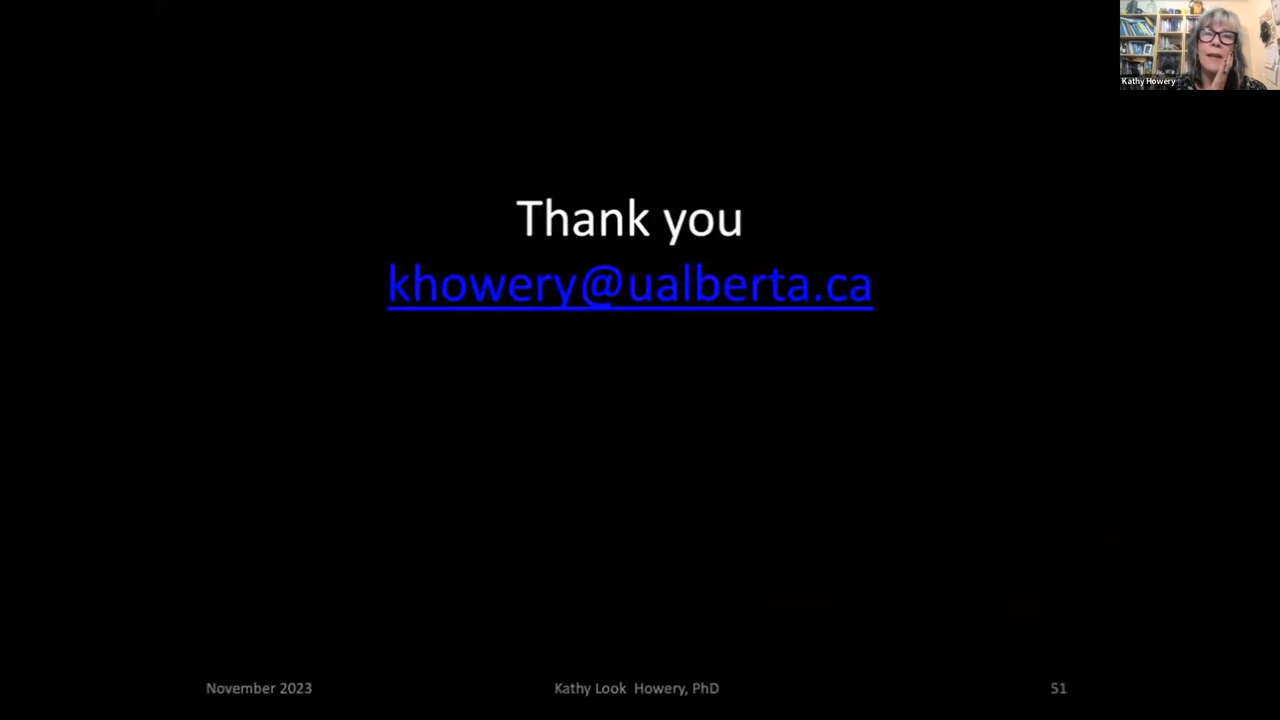 Kathy Howery
Thank you
khowery@ualberta.ca
November 2023
Kathy Look  Howery, PhD
51